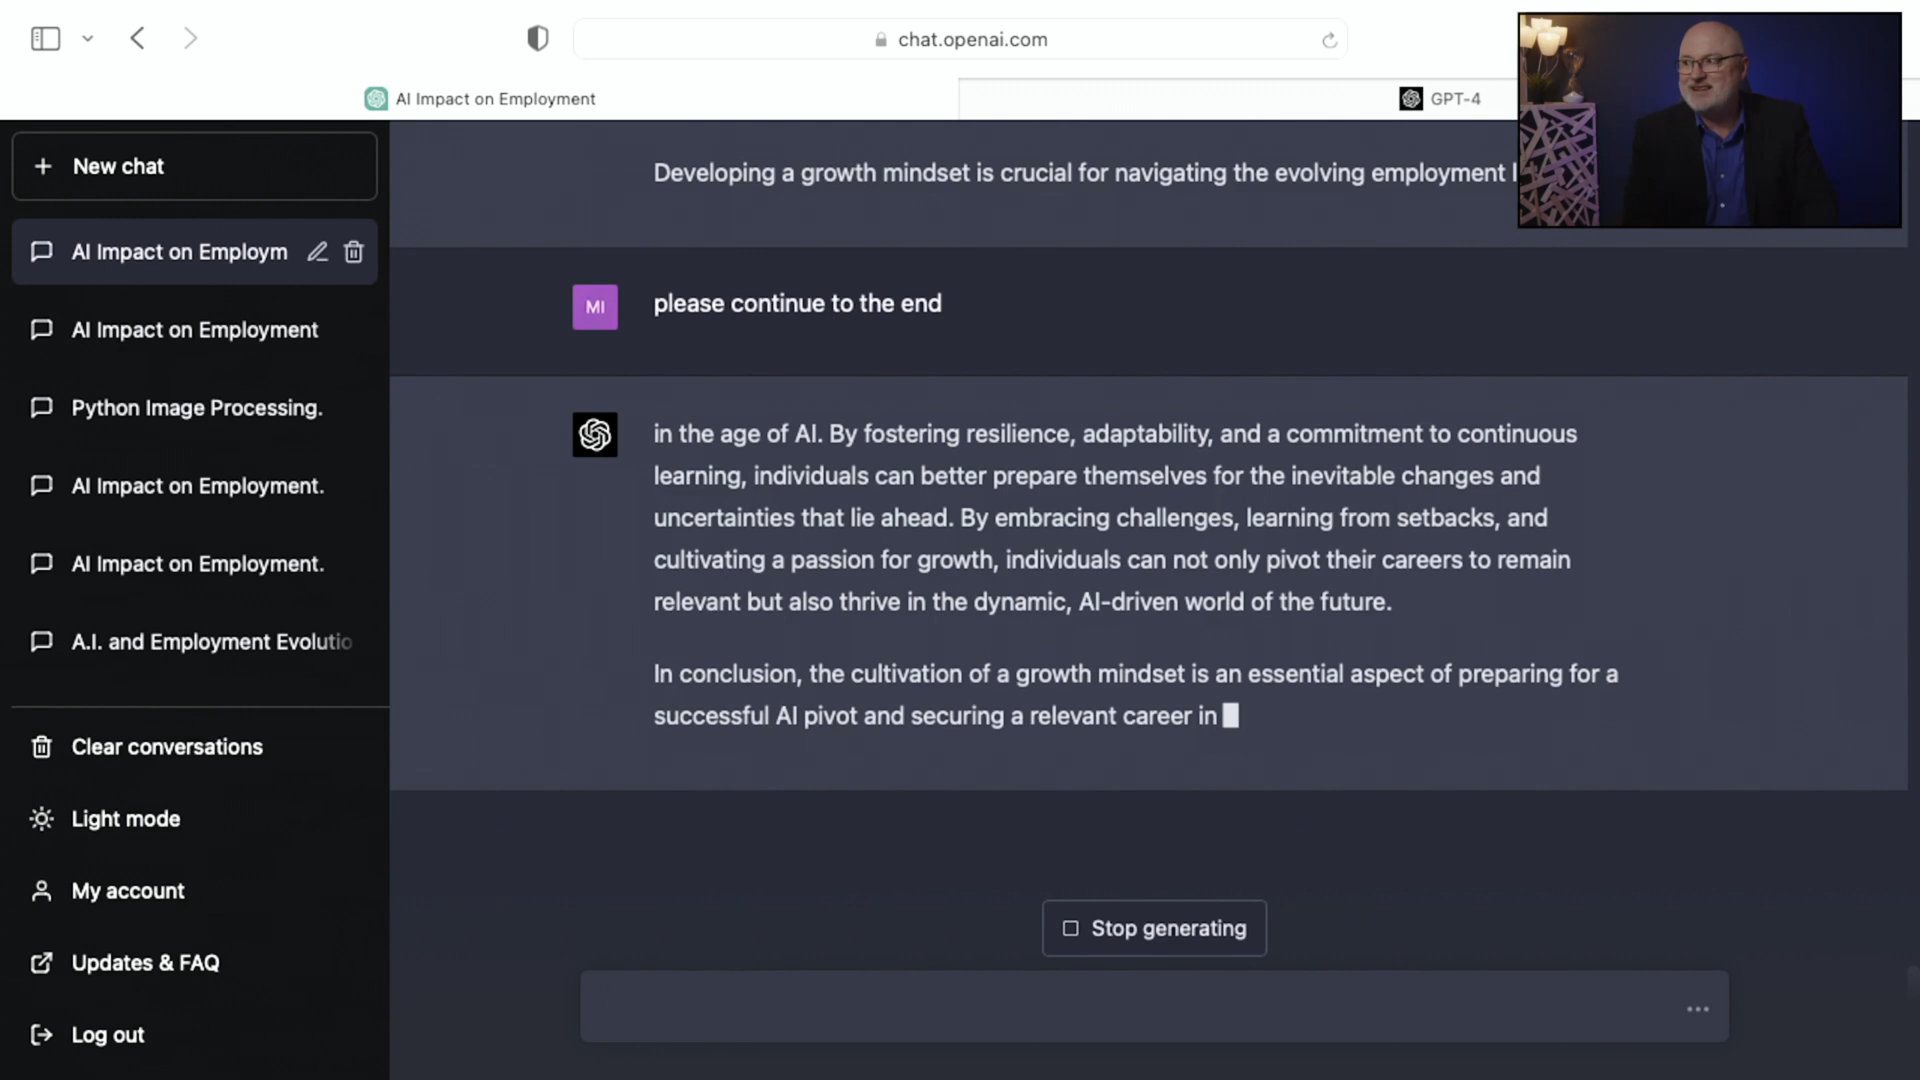 chat.openai.com
AI Impact on Employment
GPT-4
New chat
AI Impact on Employm
AI Impact on Employment
Python Image Processing.
AI Impact on Employment.
AI Impact on Employment.
A.I. and Employment Evolutio
Clear conversations
Light mode
My account
Updates & FAQ
Log out
Developing a growth mindset is crucial for navigating the evolving employment
MI
please continue to the end
in the age of AI. By fostering resilience, adaptability, and a commitment to continuous
learning, individuals can better prepare themselves for the inevitable changes and
uncertainties that lie ahead. By embracing challenges, learning from setbacks, and
cultivating a passion for growth, individuals can not only pivot their careers to remain
relevant but also thrive in the dynamic, AI-driven world of the future.
In conclusion, the cultivation of a growth mindset is an essential aspect of preparing for a
successful AI pivot and securing a relevant career in
Stop generating